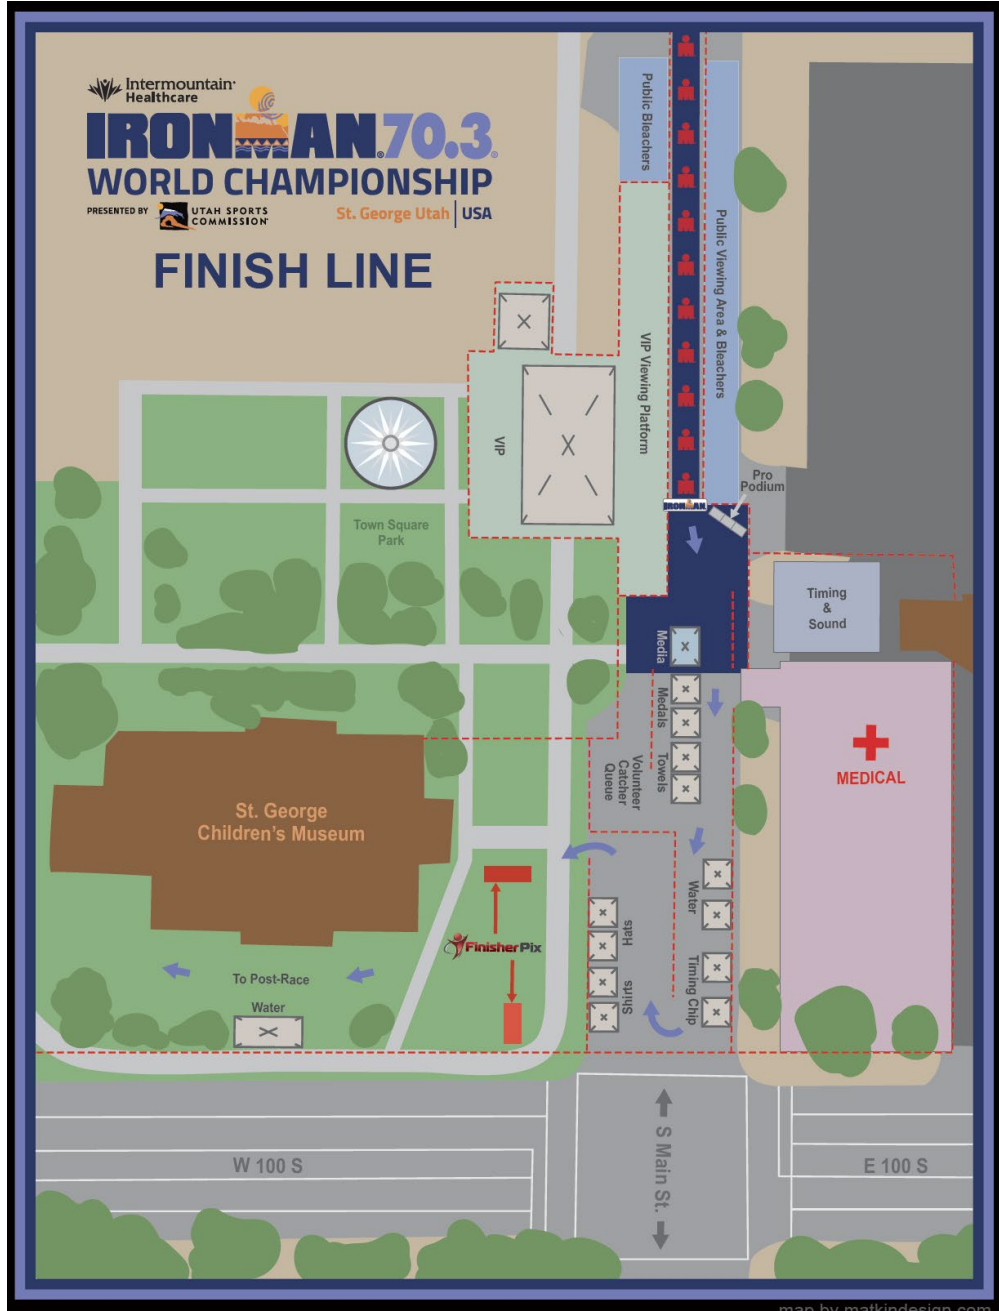 Intermountain
Healthcare
IRONMAN 70.3
WORLD CHAMPIONSHIP
PRESENTED BY
UTAH SPORTS
COMMISSION
St. George Utah | USA
FINISH LINE
Public Bleachers
Public Viewing Area & Bleachers
VIP Viewing Platform
VIP
Pro
Podium
IRONMAN
Town Square
Park
Timing
&
Sound
Media
Medals
Towels
Volunteer
Catcher
Queue
MEDICAL
St. George
Children's Museum
Water
Timing Chip
Hats
Shirts
FinisherPix
To Post-Race
Water
W 100 S
S Main St.
E 100 S
map by matkindesign.com